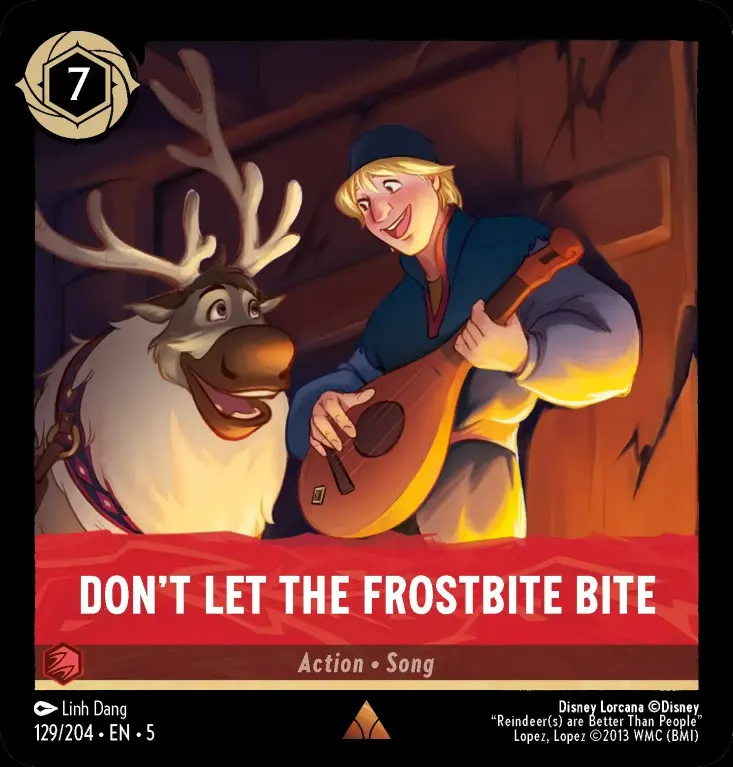 7
DON'T LET THE FROSTBITE BITE
Action • Song
Linh Dang
129/204 • EN • 5
Disney Lorcana ©Disney
“Reindeer(s) are Better Than People”
Lopez, Lopez ©2013 WMC (BMI)